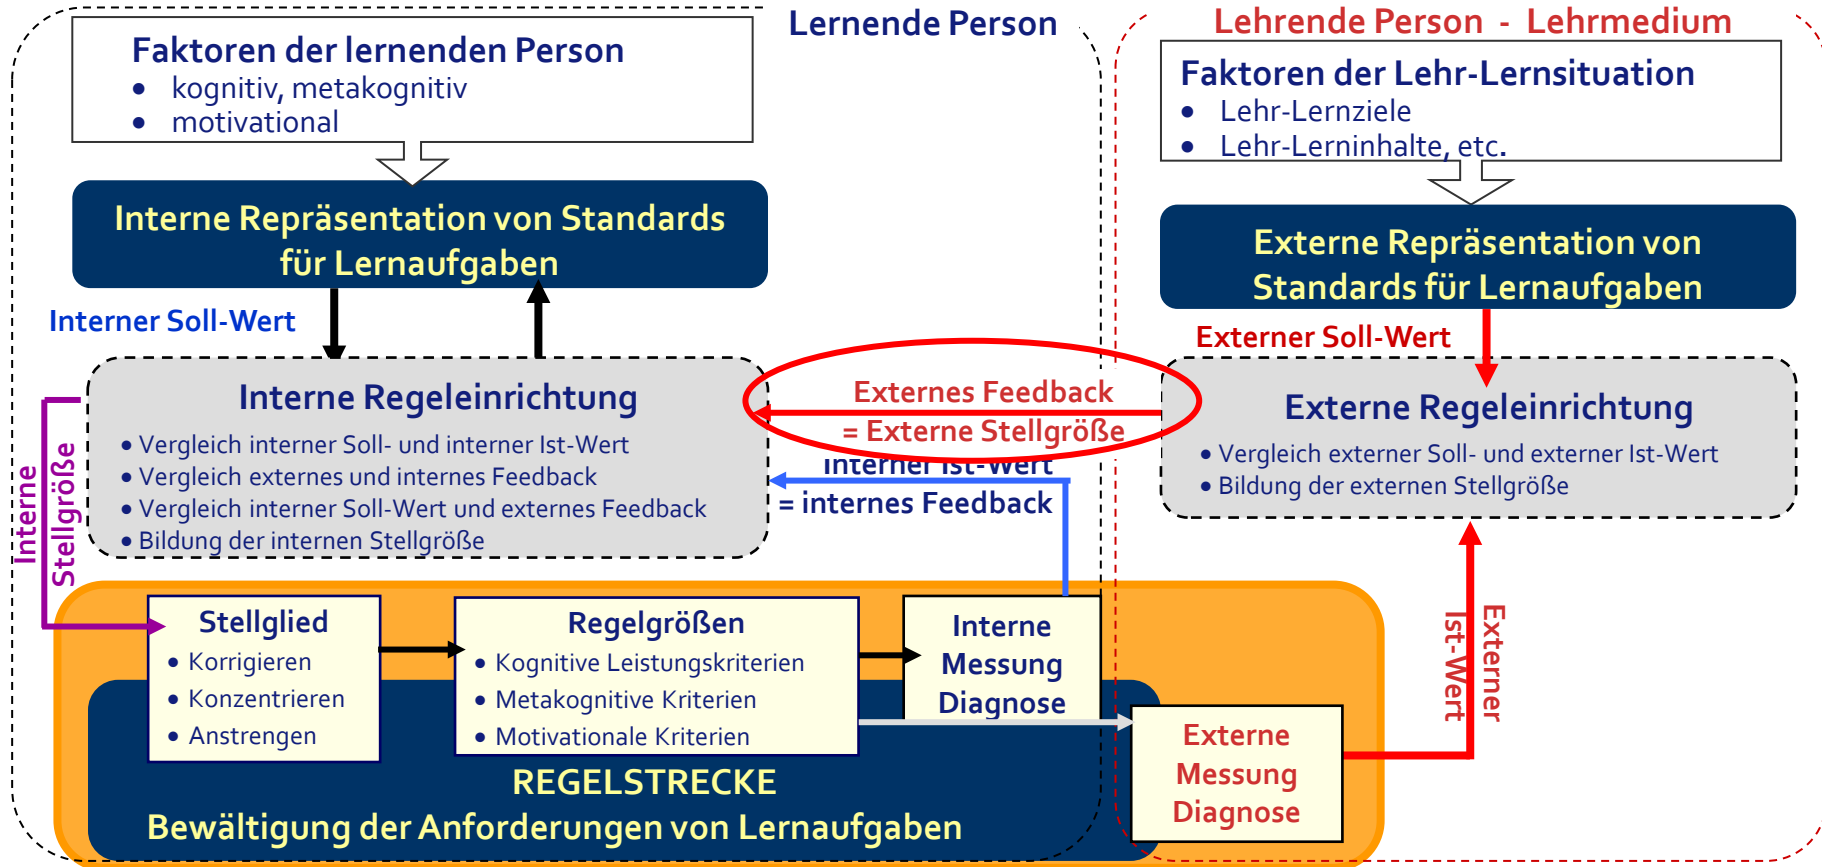 Lernende Person
Lehrende Person - Lehrmedium
Faktoren der lernenden Person
• kognitiv, metakognitiv
• motivational
Faktoren der Lehr-Lernsituation
• Lehr-Lernziele
• Lehr-Lerninhalte, etc.
Interne Repräsentation von Standards
für Lernaufgaben
Externe Repräsentation von
Standards für Lernaufgaben
Interner Soll-Wert
Externer Soll-Wert
Interne Regeleinrichtung
• Vergleich interner Soll- und interner Ist-Wert
• Vergleich externes und internes Feedback
• Vergleich interner Soll-Wert und externes Feedback
• Bildung der internen Stellgröße
Externes Feedback
= Externe Stellgröße
Interner Ist-Wert
= internes Feedback
Externe Regeleinrichtung
• Vergleich externer Soll- und externer Ist-Wert
• Bildung der externen Stellgröße
Interne
Stellgröße
Stellglied
• Korrigieren
• Konzentrieren
• Anstrengen
Regelgrößen
• Kognitive Leistungskriterien
• Metakognitive Kriterien
• Motivationale Kriterien
Interne
Messung
Diagnose
Externe
Messung
Diagnose
Externer
Ist-Wert
REGELSTRECKE
Bewältigung der Anforderungen von Lernaufgaben